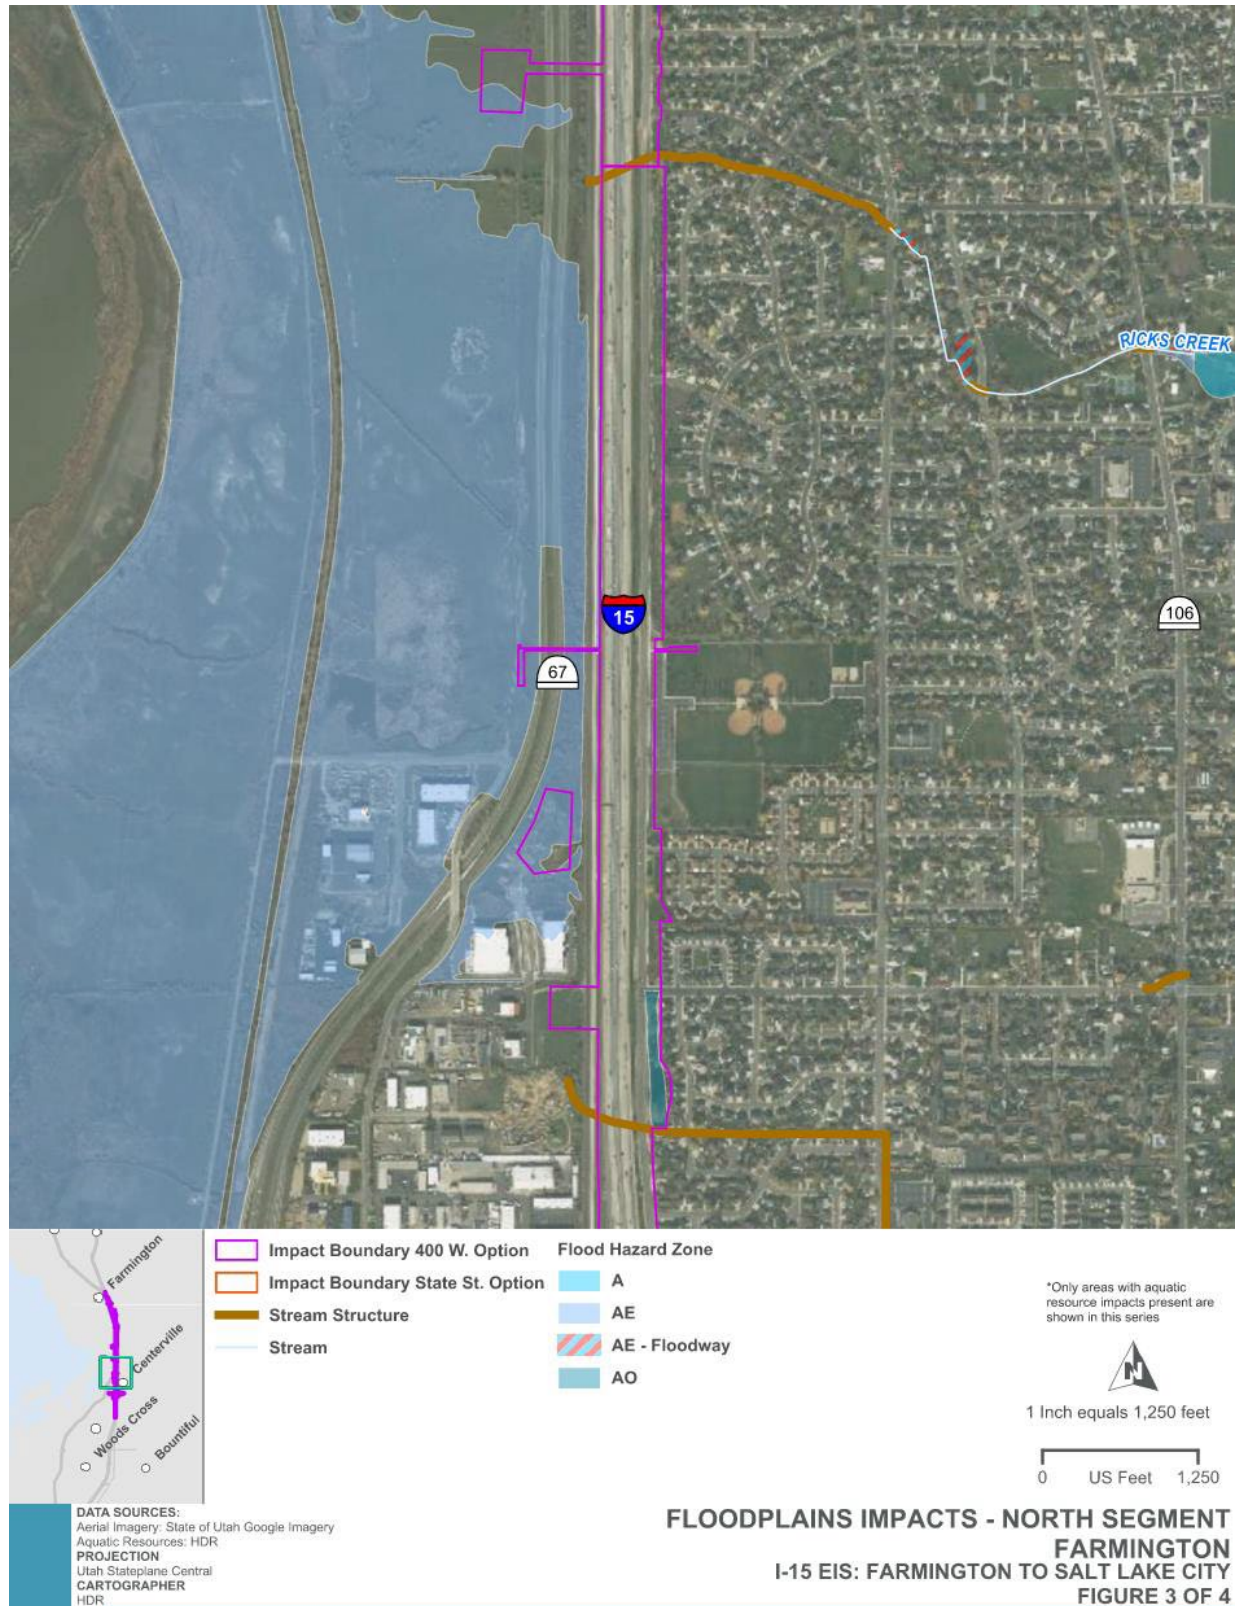 RICKS CREEK
15
106
67
Farmington
Centerville
Woods Cross
Bountiful
Impact Boundary 400 W. Option
Impact Boundary State St. Option
Stream Structure
Stream
Flood Hazard Zone
A
AE
AE - Floodway
AO
*Only areas with aquatic
resource impacts present are
shown in this series
N
1 Inch equals 1,250 feet
0 US Feet 1,250
DATA SOURCES:
Aerial Imagery: State of Utah Google Imagery
Aquatic Resources: HDR
PROJECTION
Utah Stateplane Central
CARTOGRAPHER
HDR
FLOODPLAINS IMPACTS - NORTH SEGMENT
FARMINGTON
I-15 EIS: FARMINGTON TO SALT LAKE CITY
FIGURE 3 OF 4